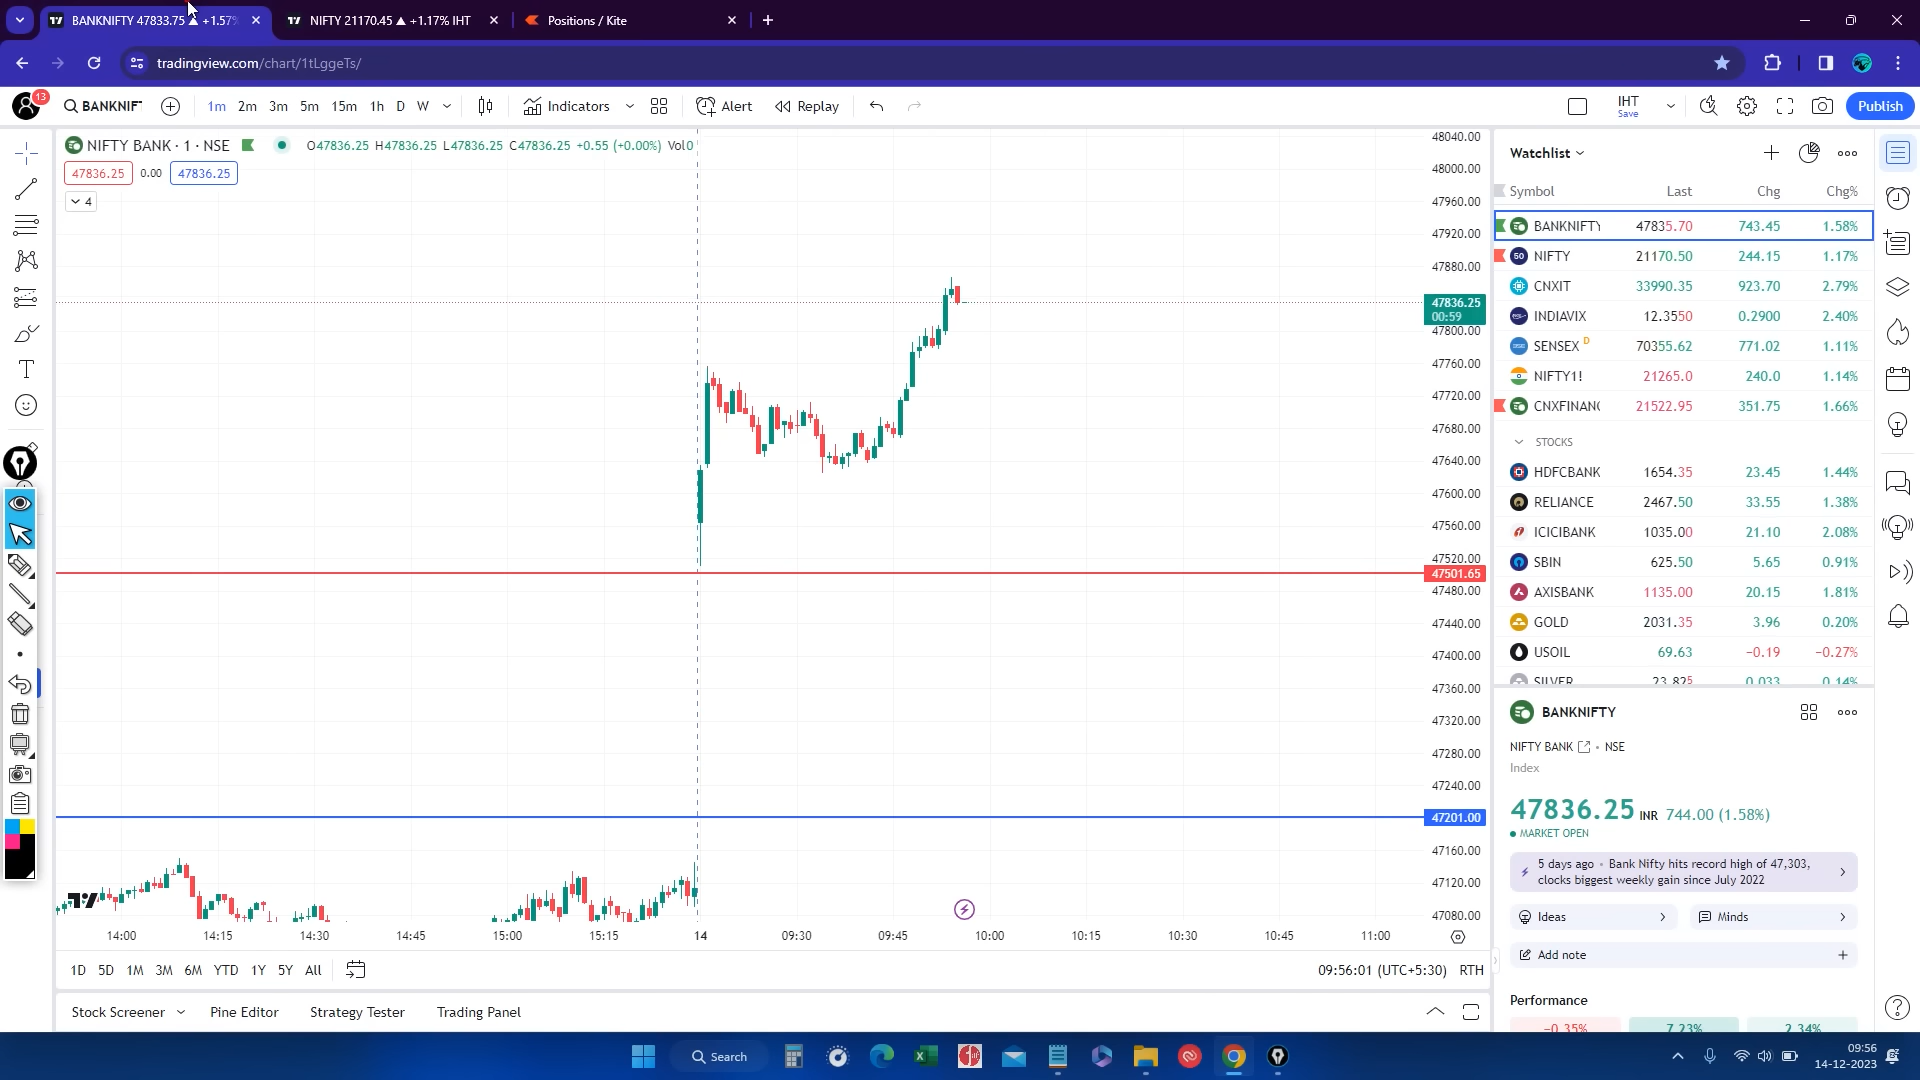 BANKNIFTY 47833.75 ▲ +1.57%
NIFTY 21170.45 ▲ +1.17% IHT
Positions / Kite
tradingview.com/chart/1tLggeTs/
13
BANKNIF
1m 2m 3m 5m 15m 1h D W
Indicators
Alert
Replay
IHT
Save
Publish
NIFTY BANK · 1 · NSE
O47836.25 H47836.25 L47836.25 C47836.25 +0.55 (+0.00%) Vol0
47836.25 0.00 47836.25
4
48040.00
48000.00
47960.00
47920.00
47880.00
47836.25
00:59
47800.00
47760.00
47720.00
47680.00
47640.00
47600.00
47560.00
47520.00
47501.65
47480.00
47440.00
47400.00
47360.00
47320.00
47280.00
47240.00
47201.00
47160.00
47120.00
47080.00
14:00 14:15 14:30 14:45 15:00 15:15 14 09:30 09:45 10:00 10:15 10:30 10:45 11:00
1D 5D 1M 3M 6M YTD 1Y 5Y All
09:56:01 (UTC+5:30) RTH
Stock Screener Pine Editor Strategy Tester Trading Panel
Watchlist
Symbol Last Chg Chg%
BANKNIFTY 47835.70 743.45 1.58%
50 NIFTY 21170.50 244.15 1.17%
CNXIT 33990.35 923.70 2.79%
INDIAVIX 12.3550 0.2900 2.40%
SENSEX D 70355.62 771.02 1.11%
NIFTY1! 21265.0 240.0 1.14%
CNXFINANC 21522.95 351.75 1.66%
STOCKS
HDFCBANK 1654.35 23.45 1.44%
RELIANCE 2467.50 33.55 1.38%
ICICIBANK 1035.00 21.10 2.08%
SBIN 625.50 5.65 0.91%
AXISBANK 1135.00 20.15 1.81%
GOLD 2031.35 3.96 0.20%
USOIL 69.63 −0.19 −0.27%
SILVER 23.825 0.033 0.14%
BANKNIFTY
NIFTY BANK · NSE
Index
47836.25 INR 744.00 (1.58%)
MARKET OPEN
5 days ago · Bank Nifty hits record high of 47,303,
clocks biggest weekly gain since July 2022
Ideas
Minds
Add note
Performance
−0.35% 7.23% 2.34%
Search
09:56
14-12-2023